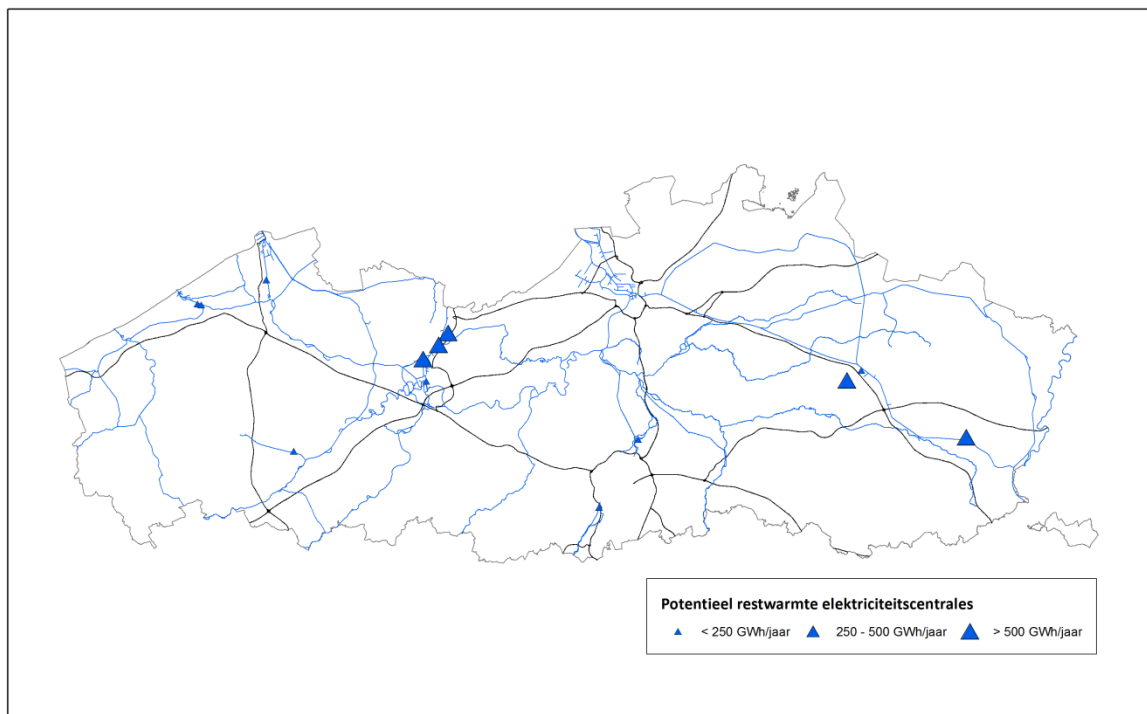 Potentieel restwarmte elektriciteitscentrales
< 250 GWh/jaar 250 - 500 GWh/jaar > 500 GWh/jaar